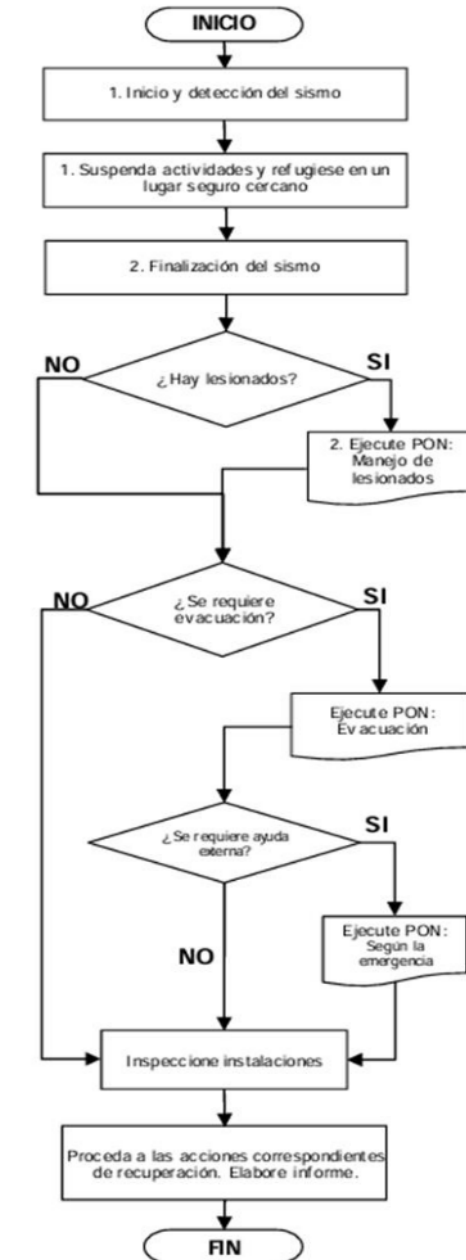 INICIO
1. Inicio y detección del sismo
1. Suspenda actividades y refugiese en un
lugar seguro cercano
2. Finalización del sismo
NO
SI
¿Hay lesionados?
2. Ejecute PON:
Manejo de
lesionados
NO
SI
¿Se requiere
evacuación?
Ejecute PON:
Evacuación
¿Se requiere ayuda
externa?
SI
NO
Ejecute PON:
Según la
emergencia
Inspeccione instalaciones
Proceda a las acciones correspondientes
de recuperación. Elabore informe.
FIN